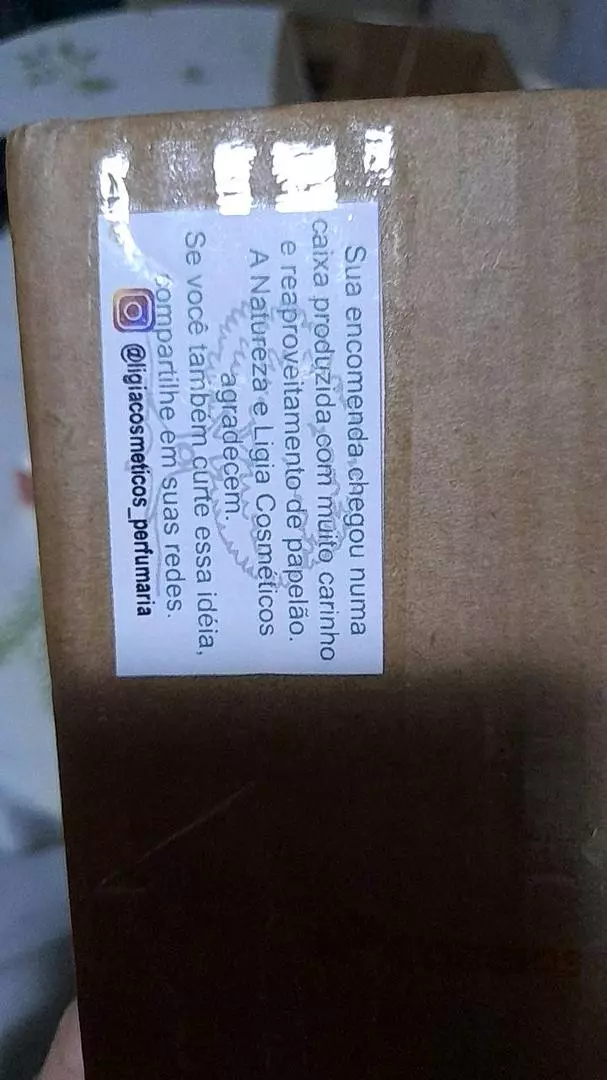 Sua encomenda chegou numa
caixa produzida com muito carinho
e reaproveitamento de papelão.
A Natureza e Ligia Cosméticos
agradecem.
Se você também curte essa idéia,
compartilhe em suas redes.
@ligiacosmeticos_perfumaria